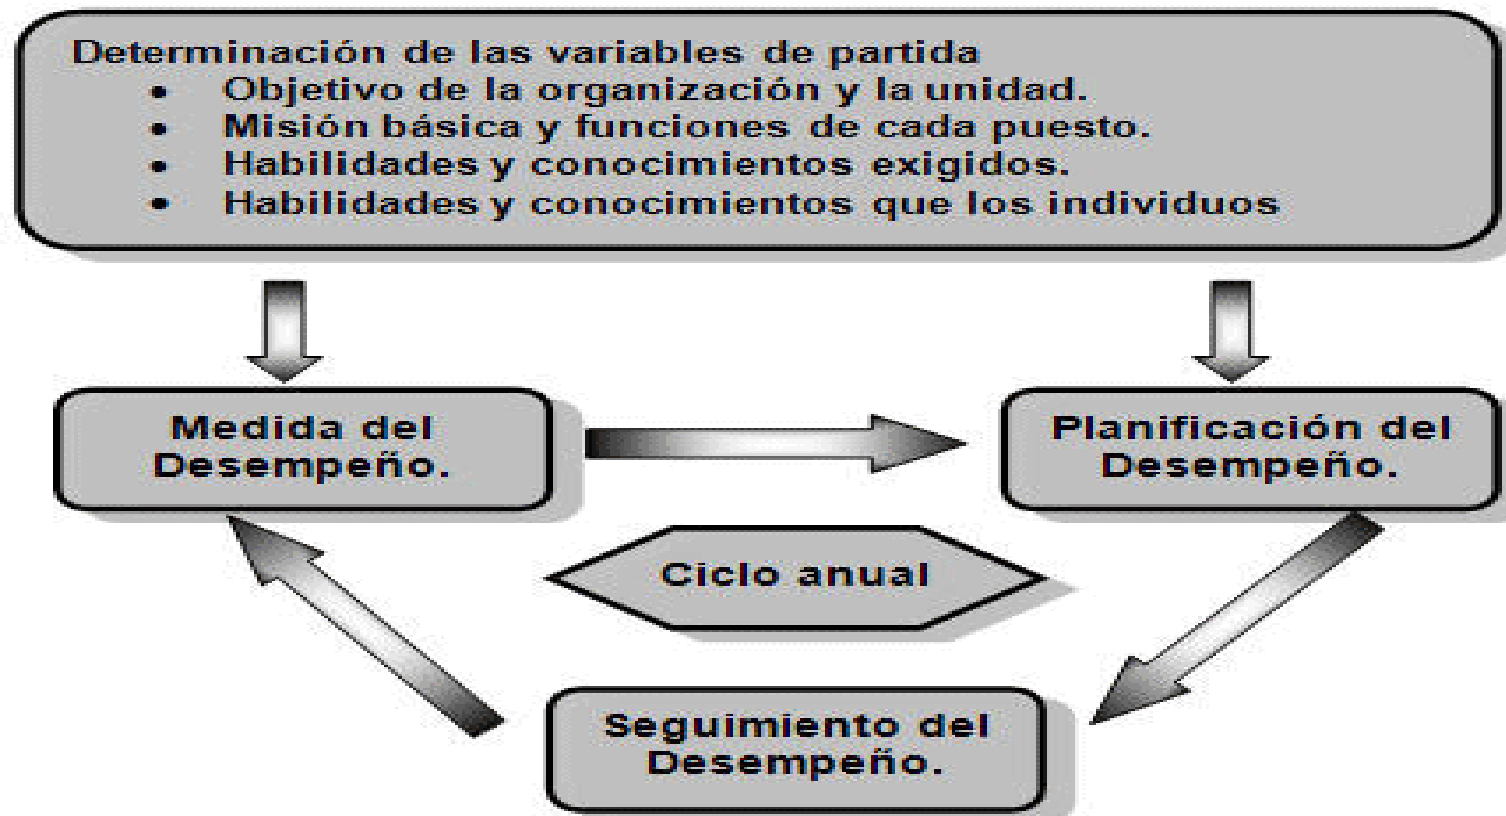 Determinación de las variables de partida
• Objetivo de la organización y la unidad.
• Misión básica y funciones de cada puesto.
• Habilidades y conocimientos exigidos.
• Habilidades y conocimientos que los individuos
Medida del
Desempeño.
Planificación del
Desempeño.
Ciclo anual
Seguimiento del
Desempeño.